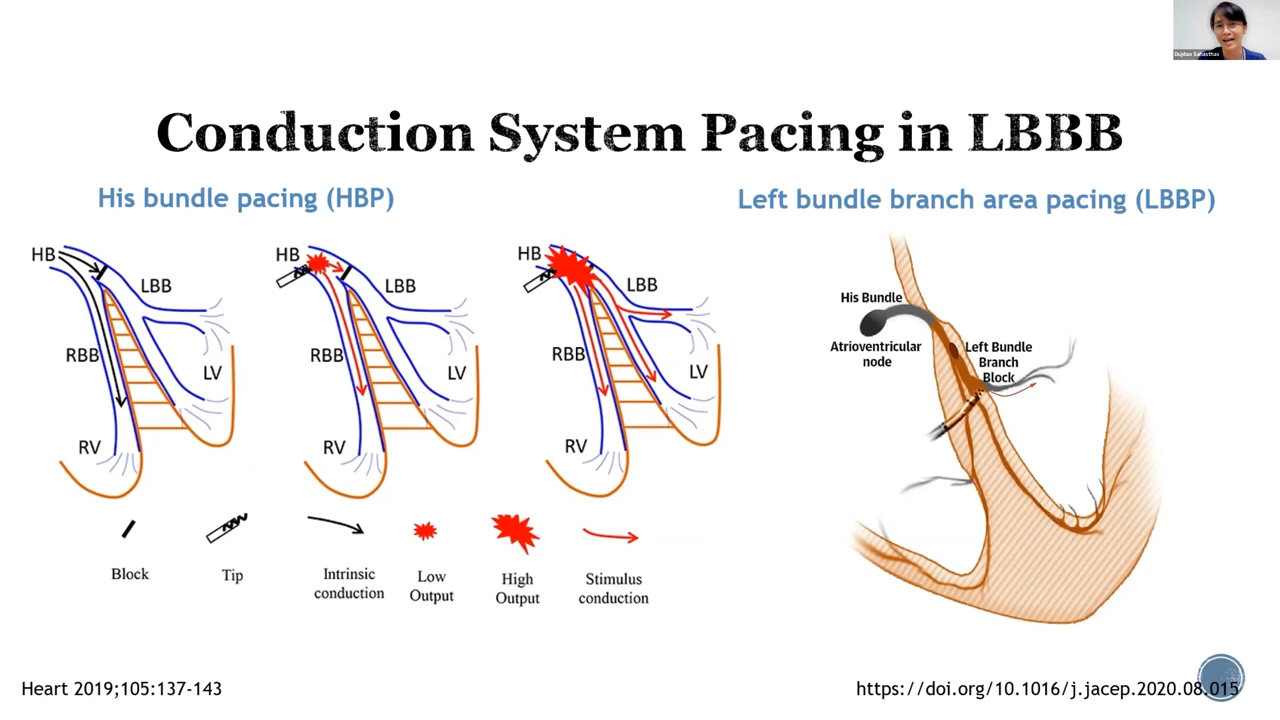 Dujdao Sahasthas
Conduction System Pacing in LBBB
His bundle pacing (HBP)
Left bundle branch area pacing (LBBP)
HB
LBB
RBB
LV
RV
HB
LBB
RBB
LV
RV
HB
LBB
RBB
LV
RV
Block
Tip
Intrinsic
conduction
Low
Output
High
Output
Stimulus
conduction
His Bundle
Atrioventricular
node
Left Bundle
Branch
Block
Heart 2019;105:137-143
https://doi.org/10.1016/j.jacep.2020.08.015